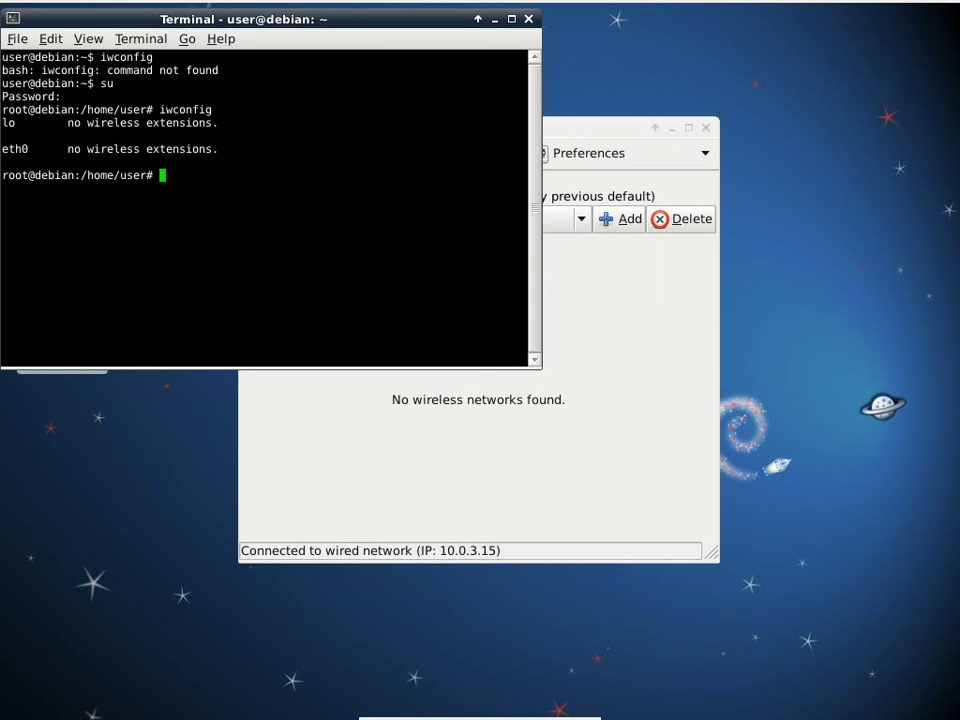 Terminal - user@debian: ~
File Edit View Terminal Go Help
user@debian:~$ iwconfig
bash: iwconfig: command not found
user@debian:~$ su
Password:
root@debian:/home/user# iwconfig
lo        no wireless extensions.
eth0      no wireless extensions.
root@debian:/home/user#
Preferences
y previous default)
Add Delete
No wireless networks found.
Connected to wired network (IP: 10.0.3.15)